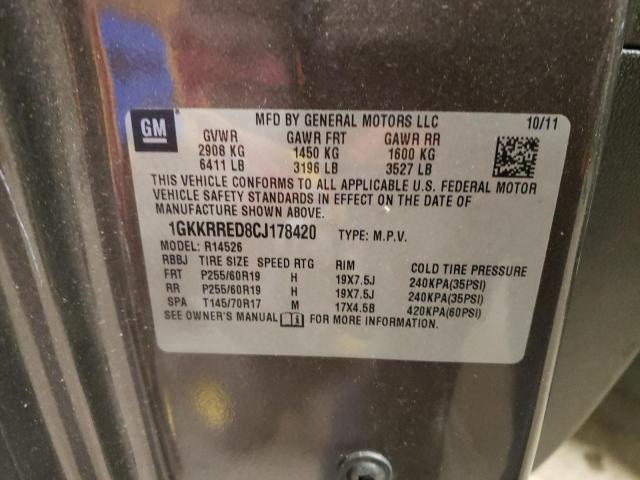 MFD BY GENERAL MOTORS LLC 10/11
GM
GVWR GAWR FRT GAWR RR
2908 KG 1450 KG 1600 KG
6411 LB 3196 LB 3527 LB
THIS VEHICLE CONFORMS TO ALL APPLICABLE U.S. FEDERAL MOTOR
VEHICLE SAFETY STANDARDS IN EFFECT ON THE DATE OF
MANUFACTURE SHOWN ABOVE.
1GKKRRED8CJ178420 TYPE: M.P.V.
MODEL: R14526
RBBJ TIRE SIZE SPEED RTG RIM COLD TIRE PRESSURE
FRT P255/60R19 H 19X7.5J 240KPA(35PSI)
RR P255/60R19 H 19X7.5J 240KPA(35PSI)
SPA T145/70R17 M 17X4.5B 420KPA(60PSI)
SEE OWNER'S MANUAL FOR MORE INFORMATION.